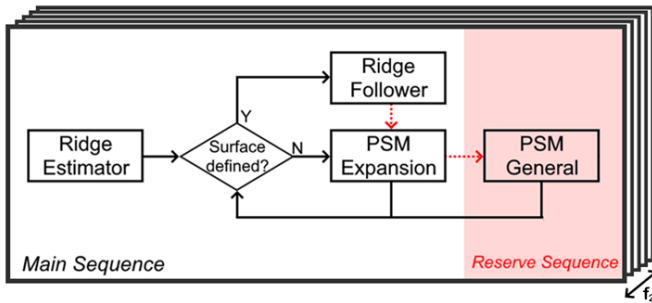 Ridge
Follower
Y
Ridge
Estimator
Surface
defined?
N
PSM
Expansion
PSM
General
Main Sequence
Reserve Sequence